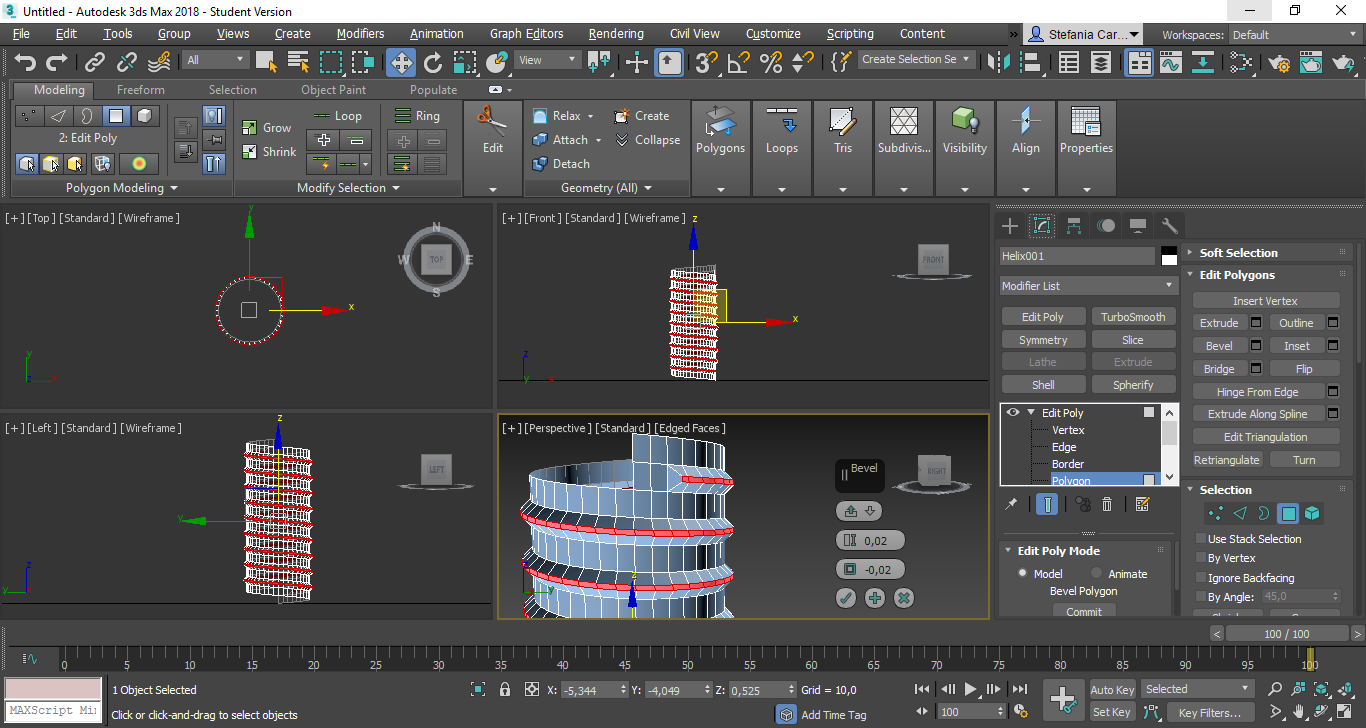 Untitled - Autodesk 3ds Max 2018 - Student Version
File Edit Tools Group Views Create Modifiers Animation Graph Editors Rendering Civil View Customize Scripting Content » Stefania Car... Workspaces: Default
All View Create Selection Se
Modeling Freeform Selection Object Paint Populate
2: Edit Poly
Polygon Modeling
Grow Loop Ring
Shrink
Modify Selection
Edit
Relax Create
Attach Collapse
Detach
Geometry (All)
Polygons Loops Tris Subdivis... Visibility Align Properties
[+] [Top] [Standard] [Wireframe]
N
W TOP E
S
y
x
y
z x
[+] [Front] [Standard] [Wireframe]
z
FRONT
x
z
y x
[+] [Left] [Standard] [Wireframe]
z
LEFT
y
z
y x
[+] [Perspective] [Standard] [Edged Faces]
RIGHT
z
y
Bevel
0,02
-0,02
Helix001
Modifier List
Edit Poly TurboSmooth
Symmetry Slice
Lathe Extrude
Shell Spherify
Edit Poly
Vertex
Edge
Border
Polygon
Edit Poly Mode
Model Animate
Bevel Polygon
Commit
Soft Selection
Edit Polygons
Insert Vertex
Extrude Outline
Bevel Inset
Bridge Flip
Hinge From Edge
Extrude Along Spline
Edit Triangulation
Retriangulate Turn
Selection
Use Stack Selection
By Vertex
Ignore Backfacing
By Angle: 45,0
< 100 / 100 >
0 5 10 15 20 25 30 35 40 45 50 55 60 65 70 75 80 85 90 95 100
MAXScript Mi
1 Object Selected
Click or click-and-drag to select objects
X: -5,344 Y: -4,049 Z: 0,525 Grid = 10,0
Add Time Tag
100
Auto Key Selected
Set Key Key Filters...